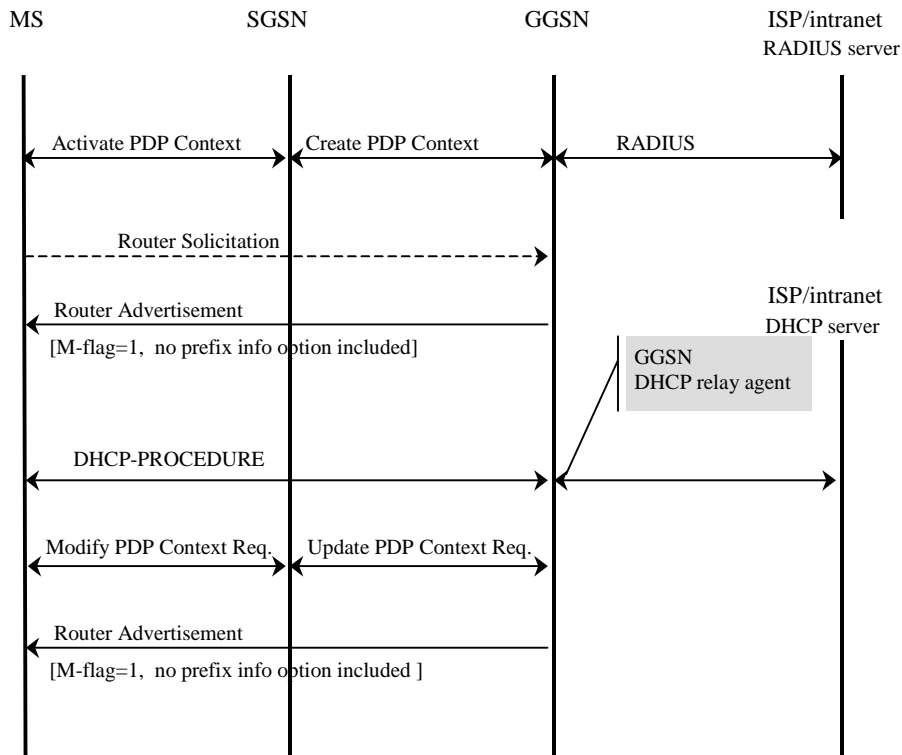 MS SGSN GGSN ISP/intranet
RADIUS server
Activate PDP Context Create PDP Context RADIUS
Router Solicitation
Router Advertisement
[M-flag=1, no prefix info option included]
ISP/intranet
DHCP server
GGSN
DHCP relay agent
DHCP-PROCEDURE
Modify PDP Context Req. Update PDP Context Req.
Router Advertisement
[M-flag=1, no prefix info option included ]